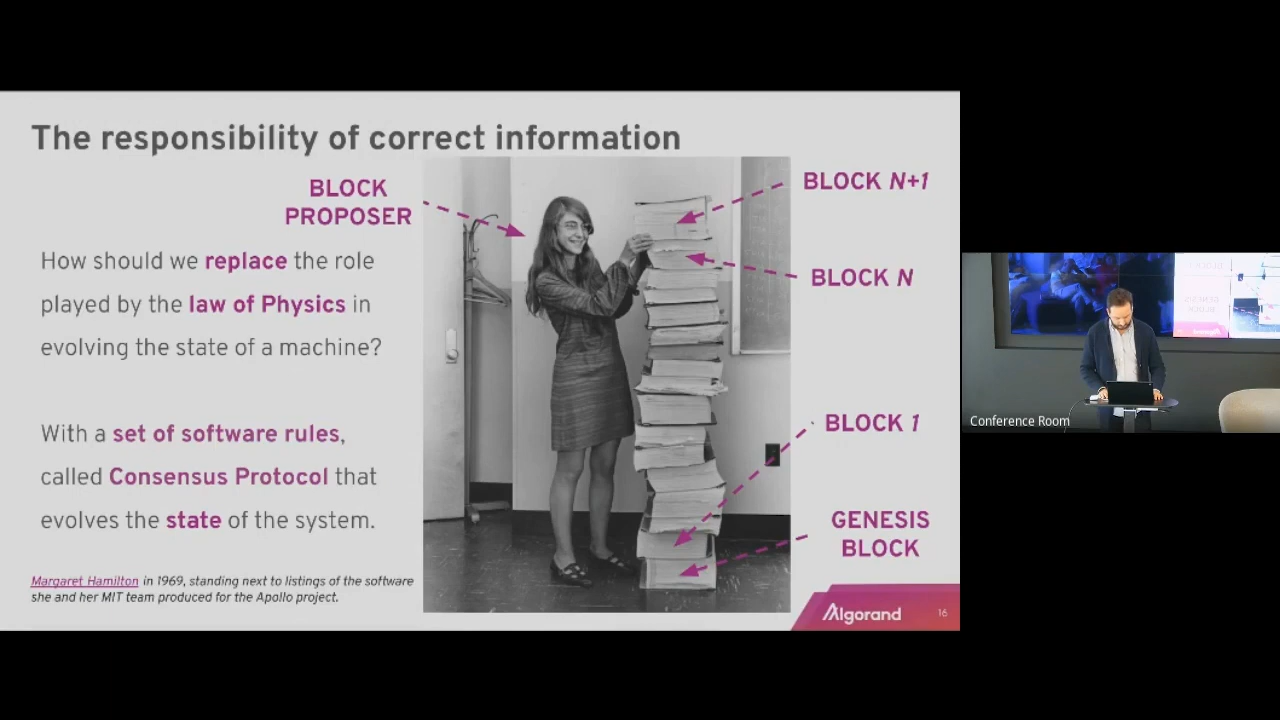 The responsibility of correct information
BLOCK
PROPOSER
How should we replace the role
played by the law of Physics in
evolving the state of a machine?
With a set of software rules,
called Consensus Protocol that
evolves the state of the system.
Margaret Hamilton in 1969, standing next to listings of the software
she and her MIT team produced for the Apollo project.
BLOCK N+1
BLOCK N
BLOCK 1
GENESIS
BLOCK
Algorand
16
Conference Room